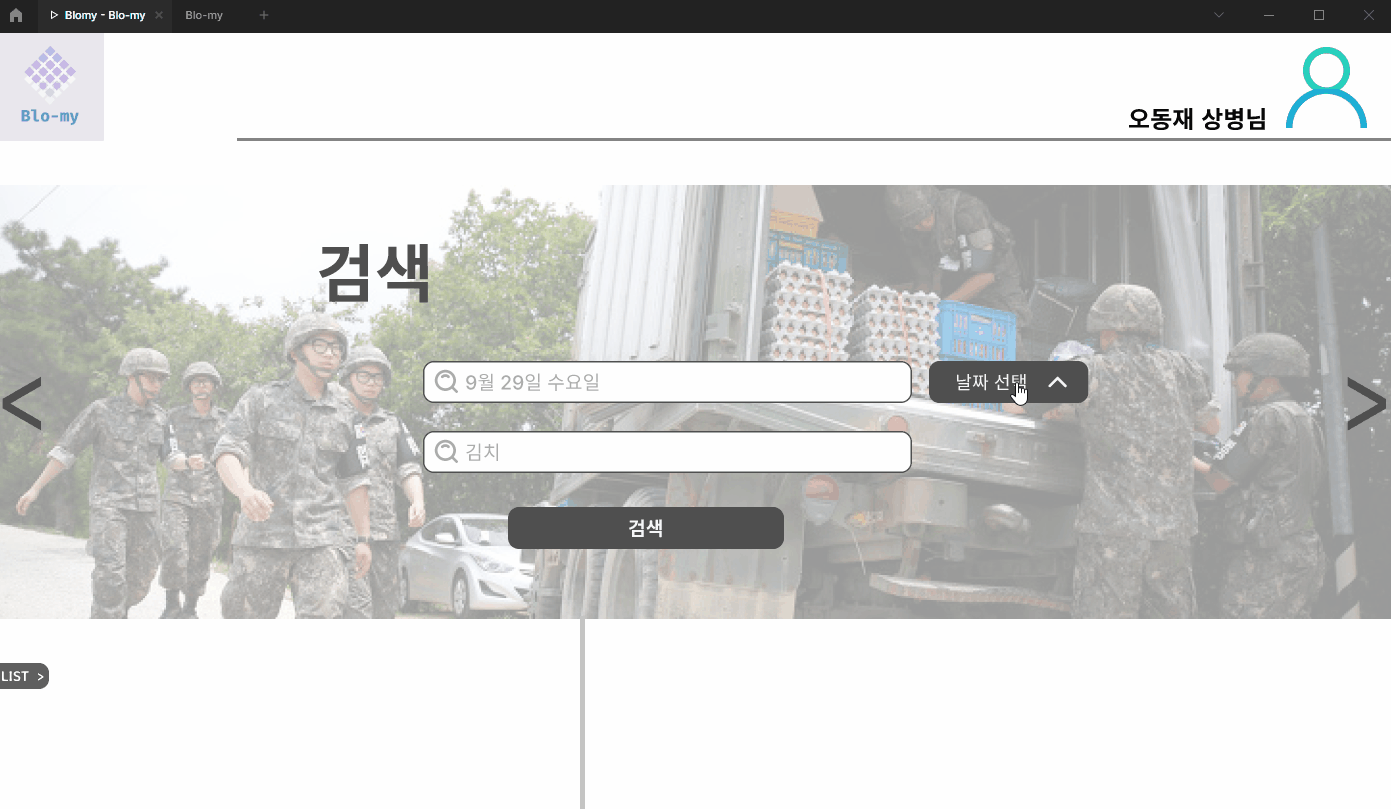 Blomy - Blo-my
Blo-my
Blo-my
오동재 상병님
검색
9월 29일 수요일
날짜 선택
김치
검색
<
>
LIST >